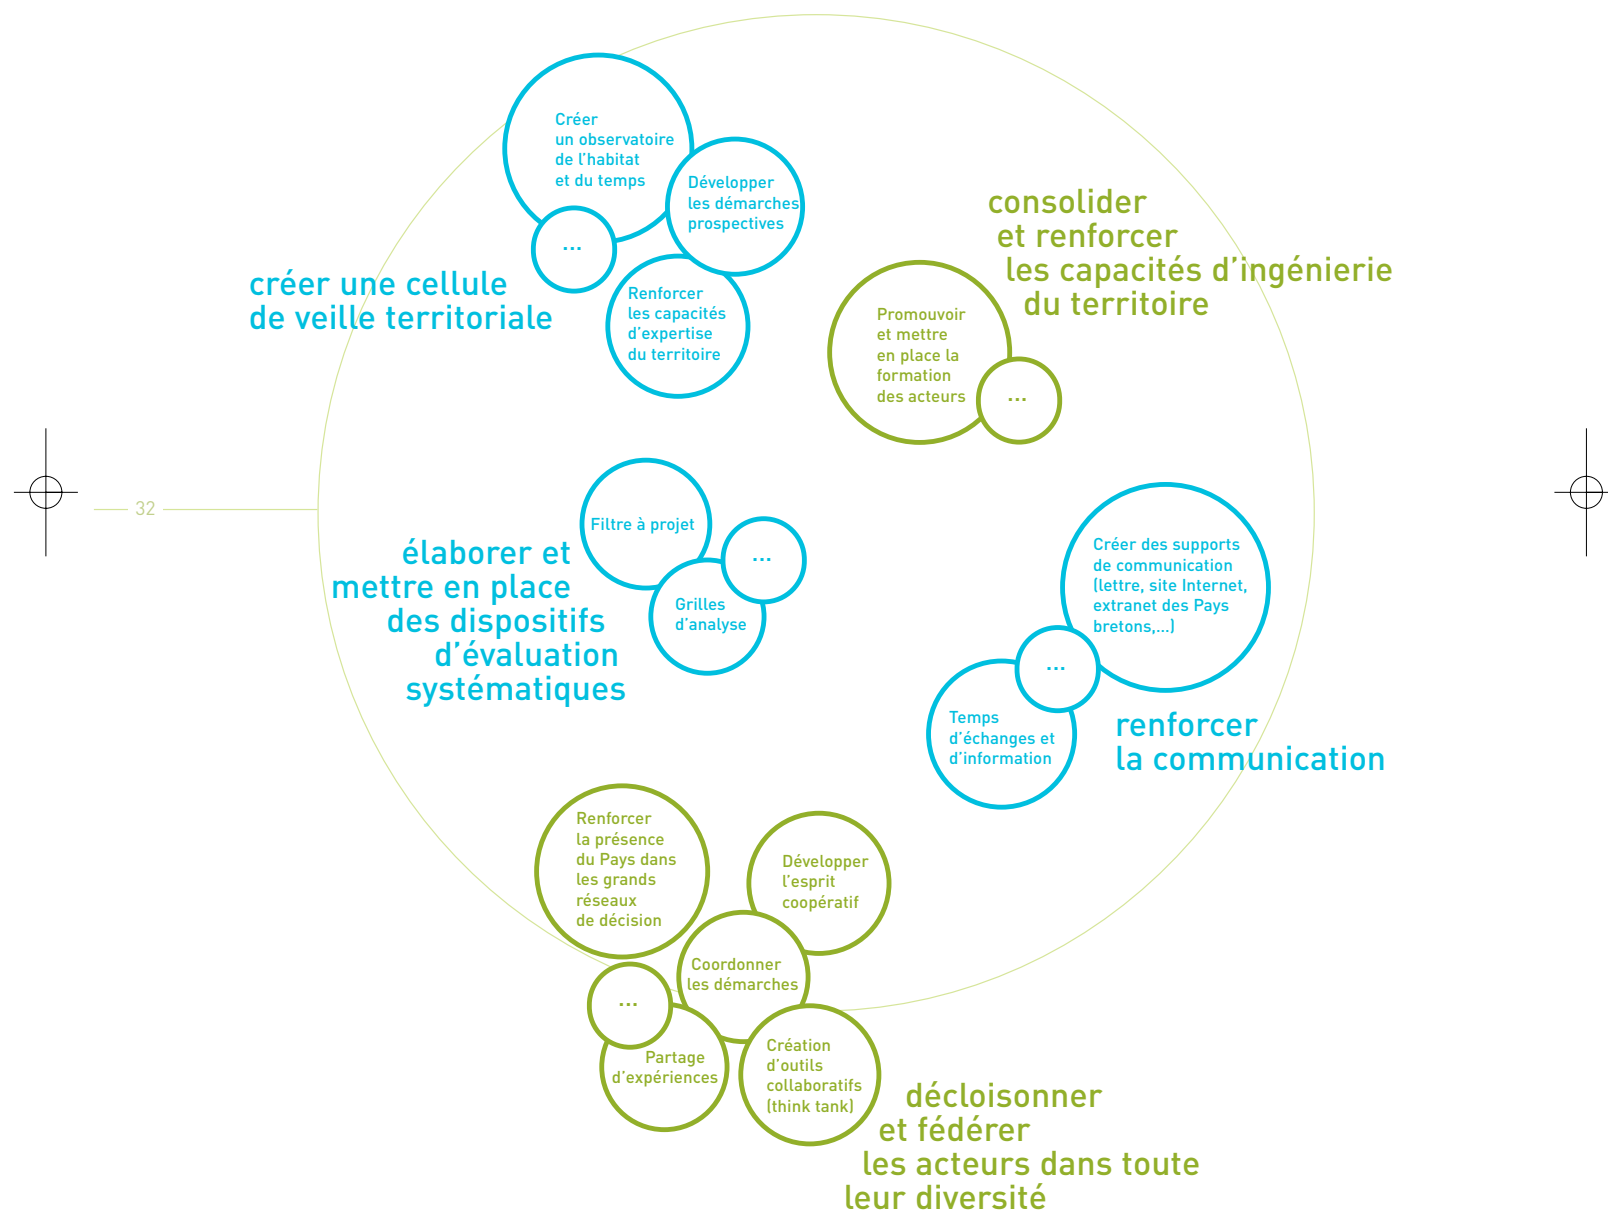 Créer
un observatoire
de l'habitat
et du temps
Développer
les démarches
prospectives
...
Renforcer
les capacités
d'expertise
du territoire
créer une cellule
de veille territoriale
consolider
et renforcer
les capacités d'ingénierie
du territoire
Promouvoir
et mettre
en place la
formation
des acteurs
...
32
Filtre à projet
...
Grilles
d'analyse
élaborer et
mettre en place
des dispositifs
d'évaluation
systématiques
Créer des supports
de communication
(lettre, site Internet,
extranet des Pays
bretons,...)
...
Temps
d'échanges et
d'information
renforcer
la communication
Renforcer
la présence
du Pays dans
les grands
réseaux
de décision
Développer
l'esprit
coopératif
Coordonner
les démarches
...
Partage
d'expériences
Création
d'outils
collaboratifs
(think tank)
décloisonner
et fédérer
les acteurs dans toute
leur diversité